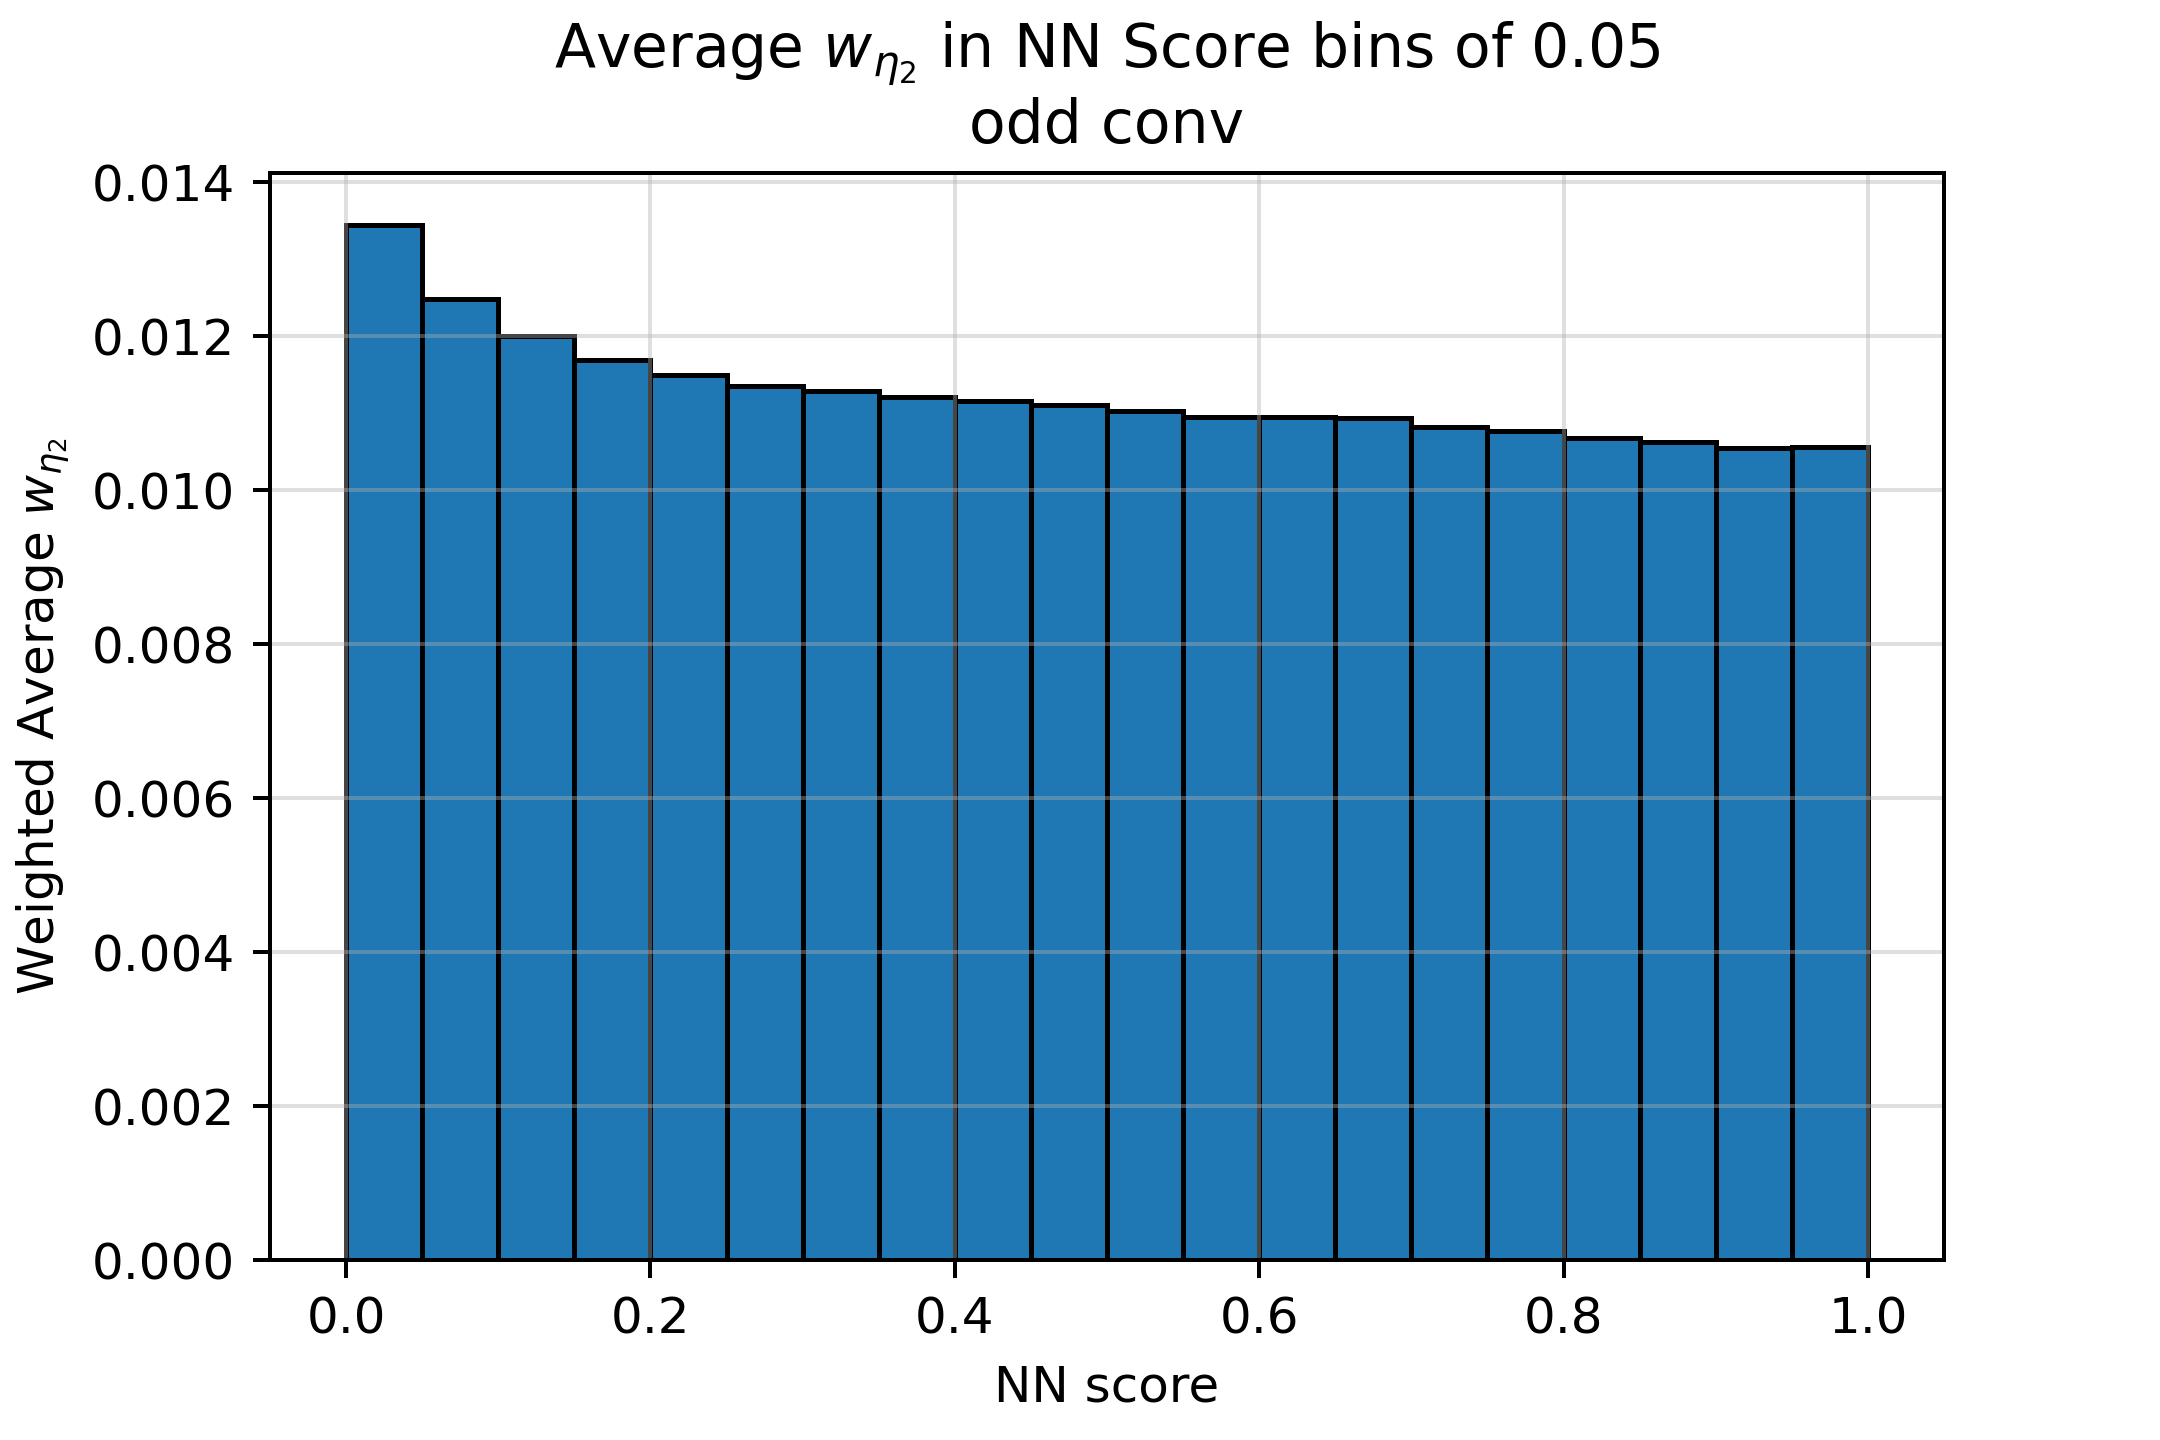 Average w_η₂ in NN Score bins of 0.05
odd conv
Weighted Average w_η₂
0.014
0.012
0.010
0.008
0.006
0.004
0.002
0.000
0.0 0.2 0.4 0.6 0.8 1.0
NN score